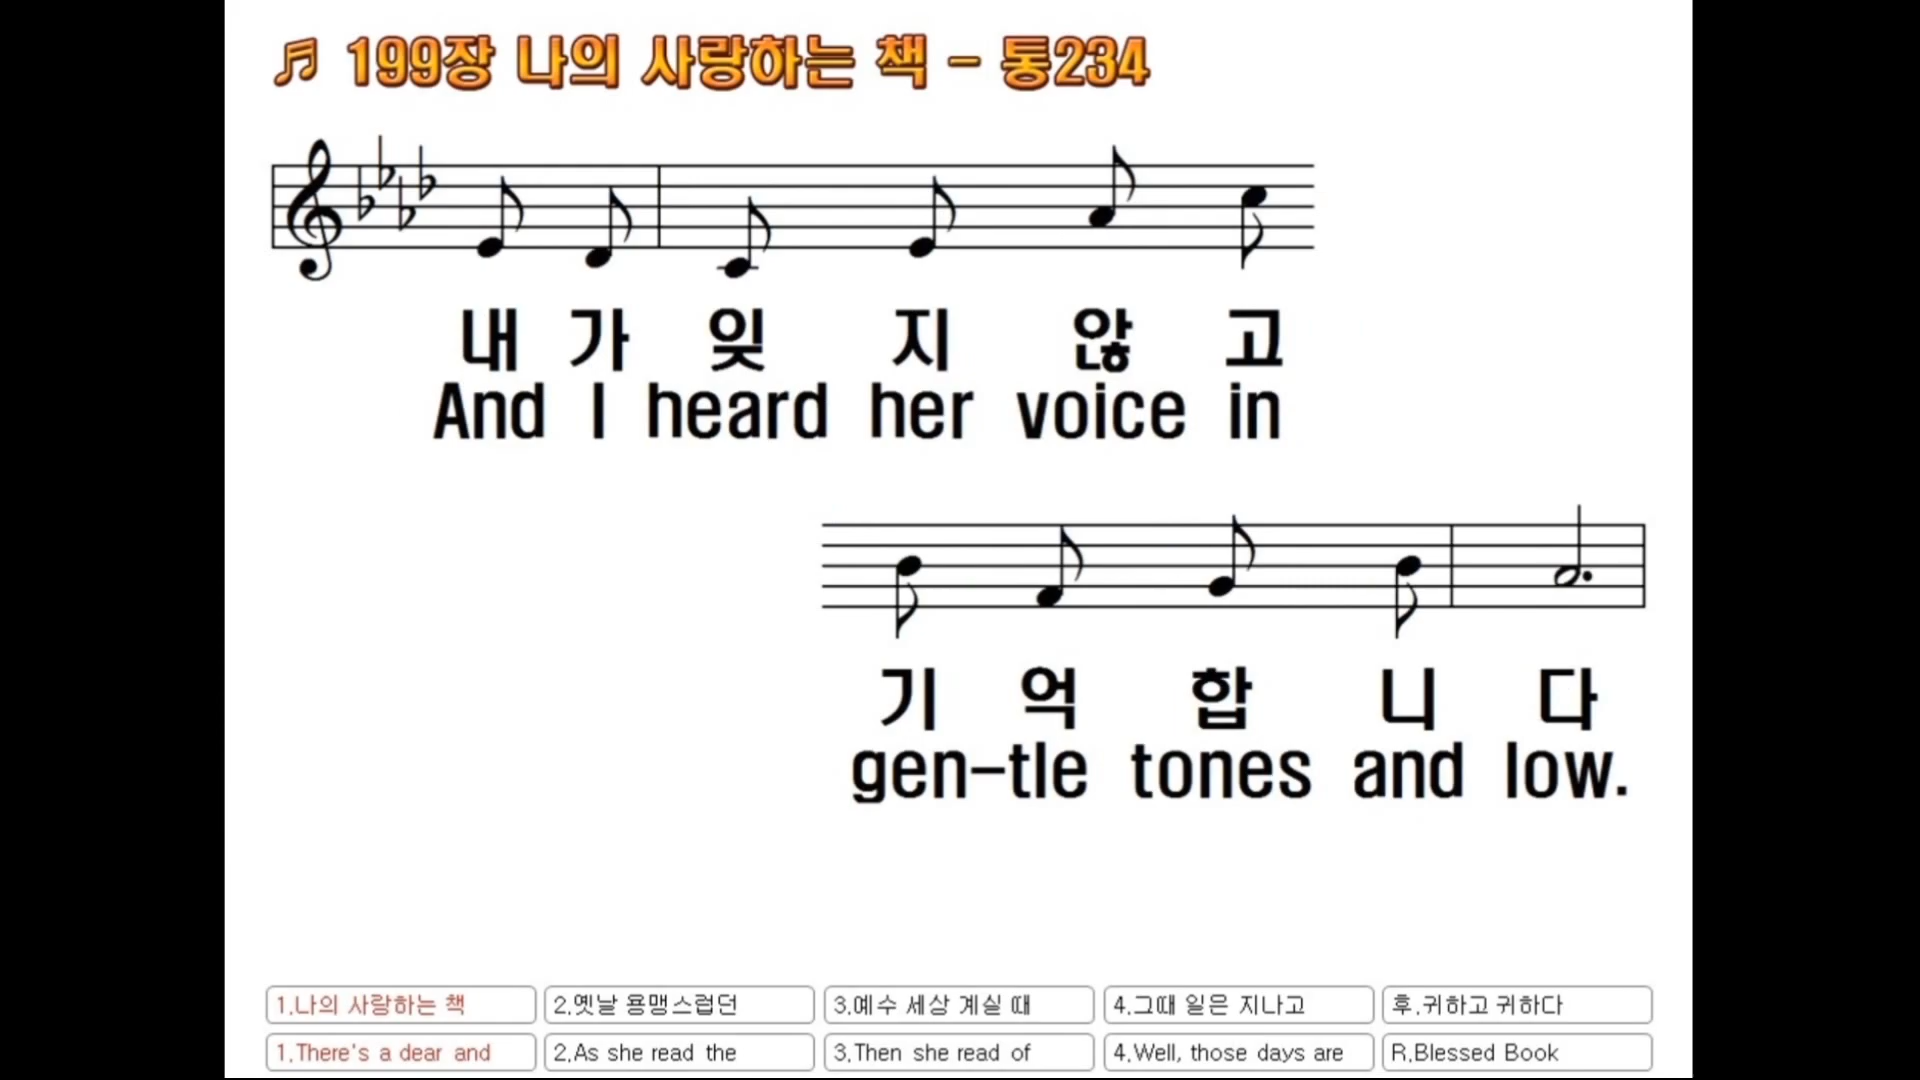 199장 나의 사랑하는 책 - 통234
내 가 잊 지 않 고
And I heard her voice in
기 억 합 니 다
gen-tle tones and low.
1.나의 사랑하는 책 2.옛날 용맹스럽던 3.예수 세상 계실 때 4.그때 일은 지나고 후.귀하고 귀하다
1.There's a dear and 2.As she read the 3.Then she read of 4.Well, those days are R.Blessed Book